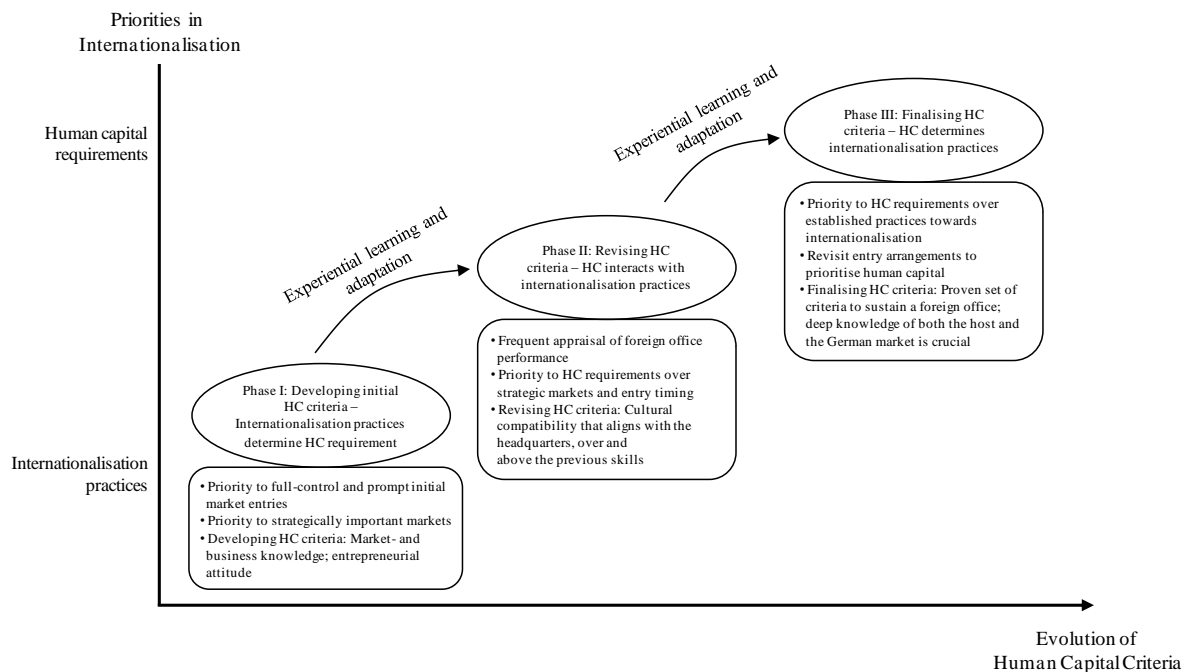 Priorities in
Internationalisation
Human capital
requirements
Internationalisation
practices
Phase I: Developing initial
HC criteria –
Internationalisation practices
determine HC requirement
• Priority to full-control and prompt initial
market entries
• Priority to strategically important markets
• Developing HC criteria: Market- and
business knowledge; entrepreneurial
attitude
Experiential learning and
adaptation
Phase II: Revising HC
criteria – HC interacts with
internationalisation practices
• Frequent appraisal of foreign office
performance
• Priority to HC requirements over
strategic markets and entry timing
• Revising HC criteria: Cultural
compatibility that aligns with the
headquarters, over and
above the previous skills
Experiential learning and
adaptation
Phase III: Finalising HC
criteria – HC determines
internationalisation practices
• Priority to HC requirements over
established practices towards
internationalisation
• Revisit entry arrangements to
prioritise human capital
• Finalising HC criteria: Proven set of
criteria to sustain a foreign office;
deep knowledge of both the host and
the German market is crucial
Evolution of
Human Capital Criteria